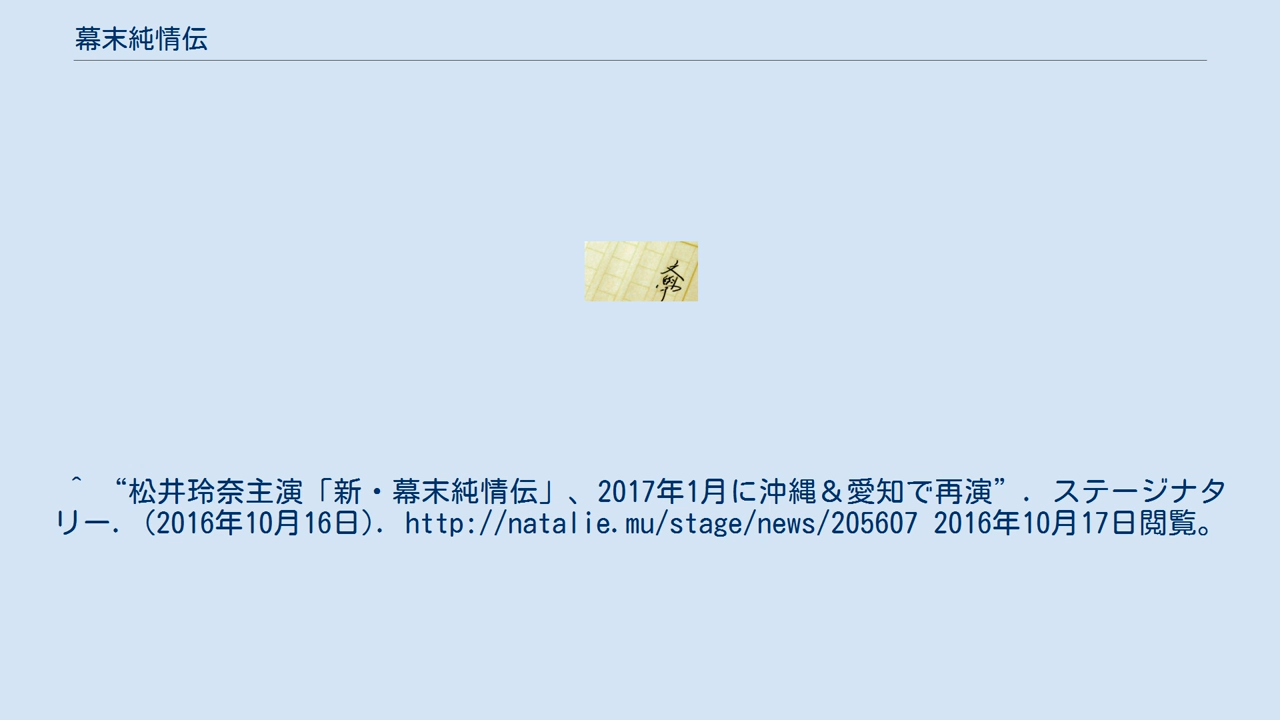 幕末純情伝
^ “松井玲奈主演「新・幕末純情伝」、2017年1月に沖縄＆愛知で再演”. ステージナタ
リー. (2016年10月16日). http://natalie.mu/stage/news/205607 2016年10月17日閲覧。